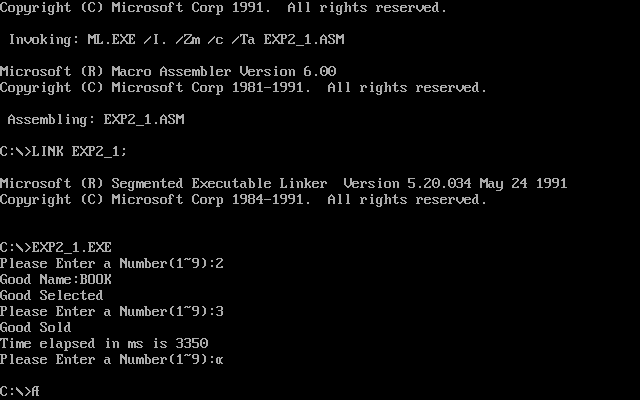 Copyright (C) Microsoft Corp 1991.  All rights reserved.
 Invoking: ML.EXE /I. /Zm /c /Ta EXP2_1.ASM
Microsoft (R) Macro Assembler Version 6.00
Copyright (C) Microsoft Corp 1981-1991.  All rights reserved.
 Assembling: EXP2_1.ASM
C:\>LINK EXP2_1;
Microsoft (R) Segmented Executable Linker  Version 5.20.034 May 24 1991
Copyright (C) Microsoft Corp 1984-1991.  All rights reserved.
C:\>EXP2_1.EXE
Please Enter a Number(1~9):2
Good Name:BOOK
Good Selected
Please Enter a Number(1~9):3
Good Sold
Time elapsed in ms is 3350
Please Enter a Number(1~9):α
C:\>